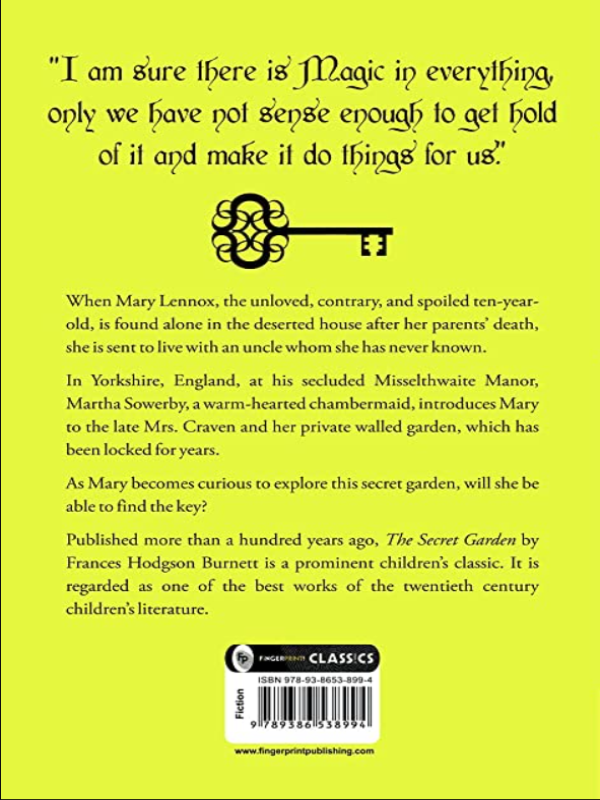 "I am sure there is Magic in everything,
only we have not sense enough to get hold
of it and make it do things for us."
When Mary Lennox, the unloved, contrary, and spoiled ten-year-
old, is found alone in the deserted house after her parents' death,
she is sent to live with an uncle whom she has never known.
In Yorkshire, England, at his secluded Misselthwaite Manor,
Martha Sowerby, a warm-hearted chambermaid, introduces Mary
to the late Mrs. Craven and her private walled garden, which has
been locked for years.
As Mary becomes curious to explore this secret garden, will she be
able to find the key?
Published more than a hundred years ago, The Secret Garden by
Frances Hodgson Burnett is a prominent children's classic. It is
regarded as one of the best works of the twentieth century
children's literature.
FP FINGERPRINT! CLASSICS
ISBN 978-93-8653-899-4
Fiction
9 789386 538994
www.fingerprintpublishing.com